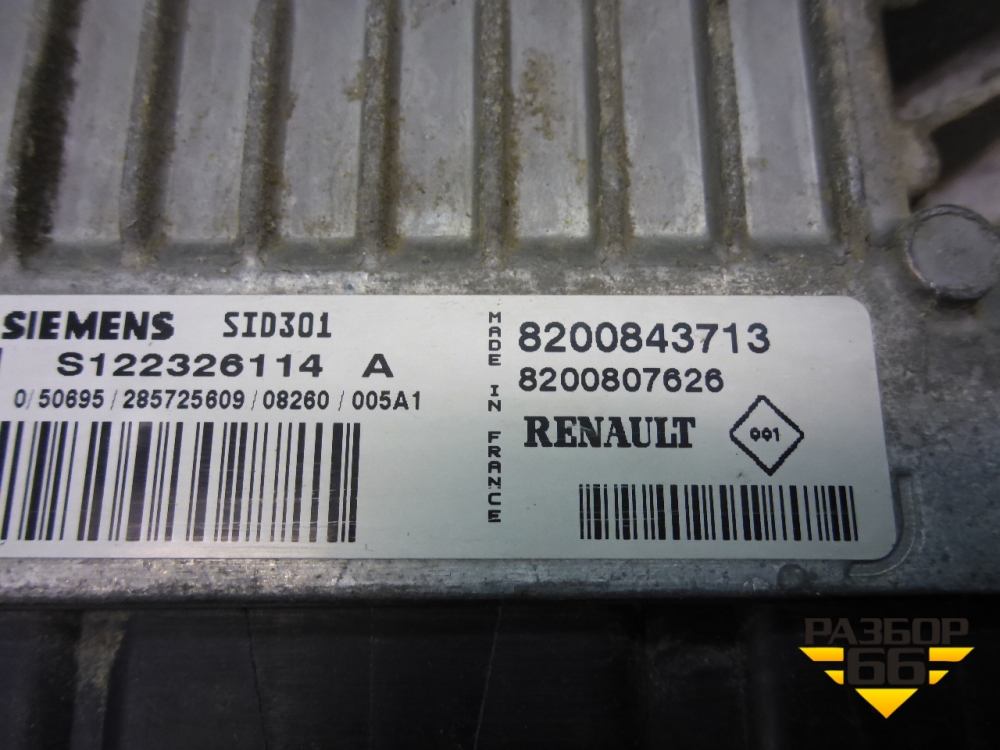 SIEMENS SID301
S122326114 A
0/50695/285725609/08260/005A1
MADE IN FRANCE
8200843713
8200807626
RENAULT
001
РАЗБОР
66